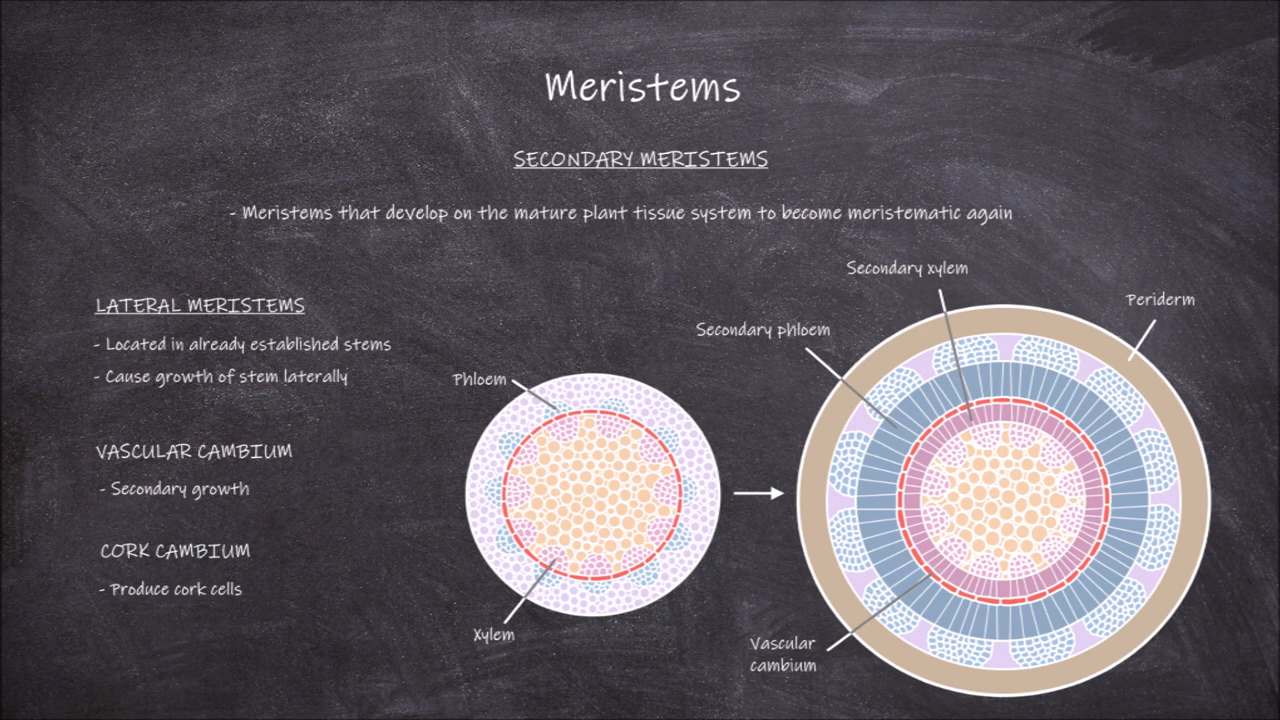 Meristems
SECONDARY MERISTEMS
- Meristems that develop on the mature plant tissue system to become meristematic again
LATERAL MERISTEMS
- Located in already established stems
- Cause growth of stem laterally
VASCULAR CAMBIUM
- Secondary growth
CORK CAMBIUM
- Produce cork cells
Phloem
Xylem
Secondary xylem
Periderm
Secondary phloem
Vascular
cambium